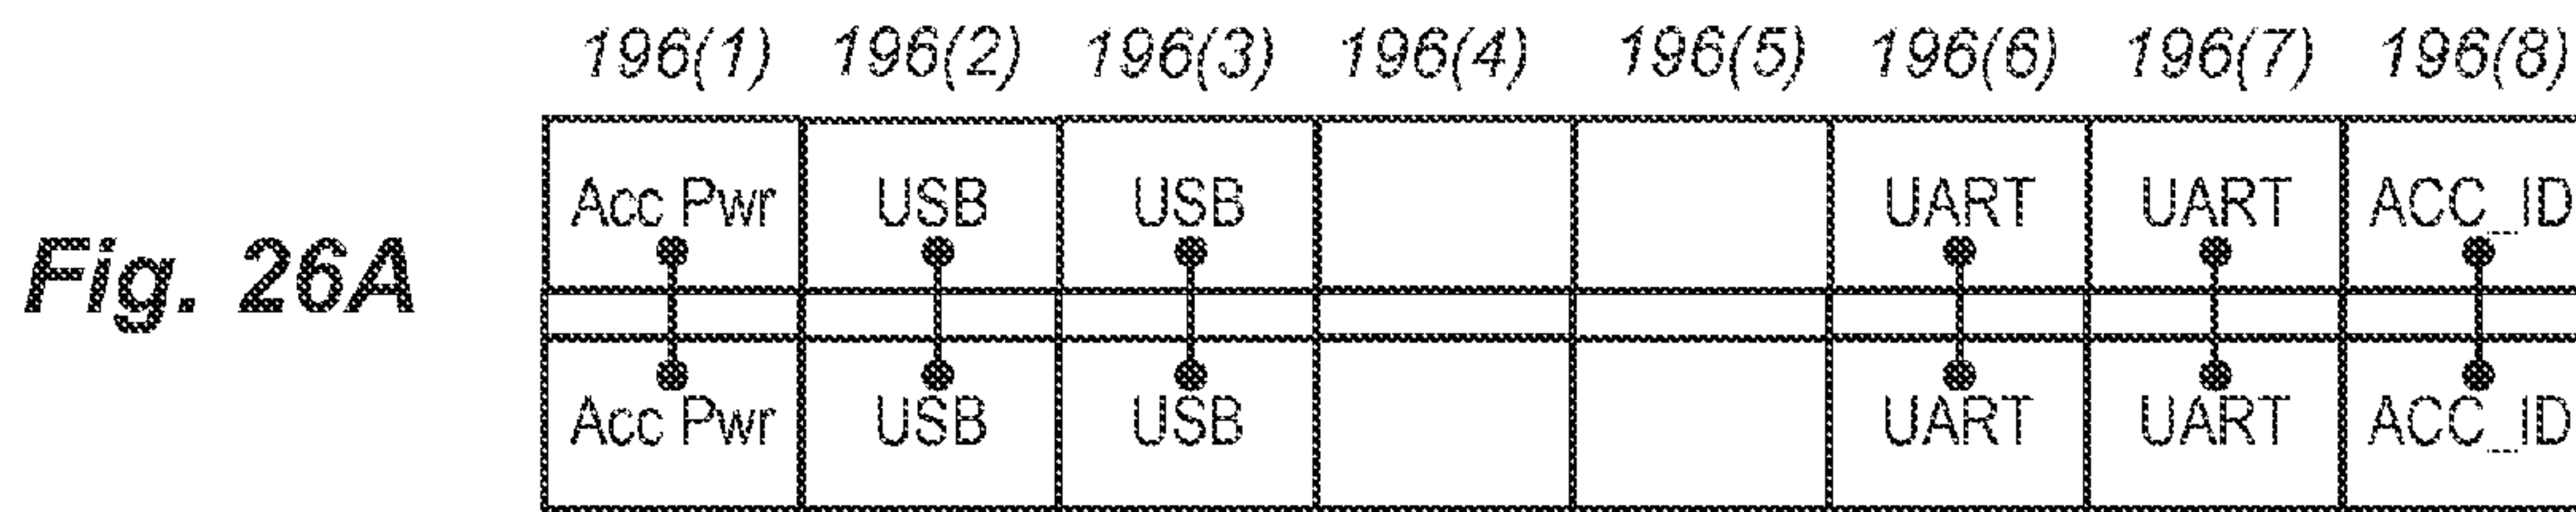 196(1) 196(2) 196(3) 196(4) 196(5) 196(6) 196(7) 196(8)
Acc Pwr USB USB UART UART ACC_ID
Fig. 26A
Acc Pwr USB USB UART UART ACC_ID